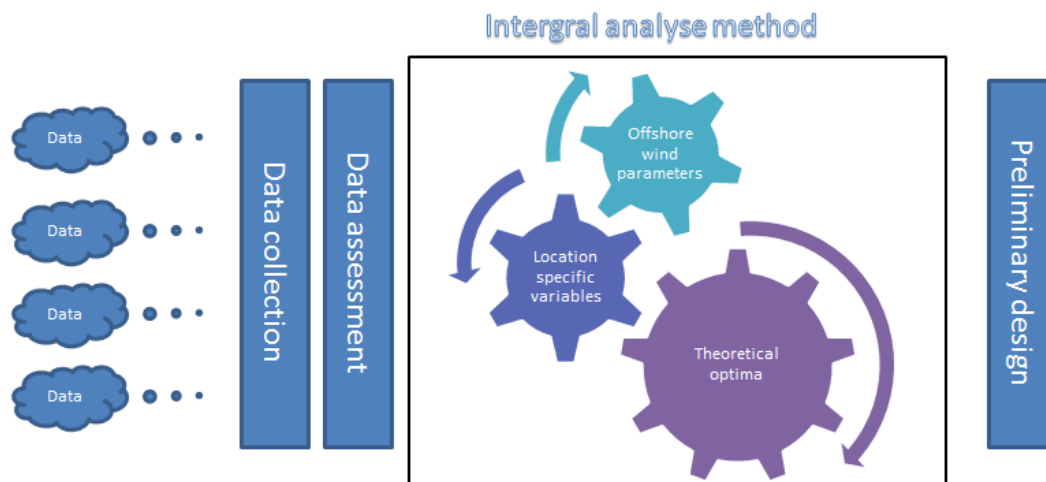 Intergral analyse method
Data
Data
Data
Data
Data collection
Data assessment
Offshore
wind
parameters
Location
specific
variables
Theoretical
optima
Preliminary design